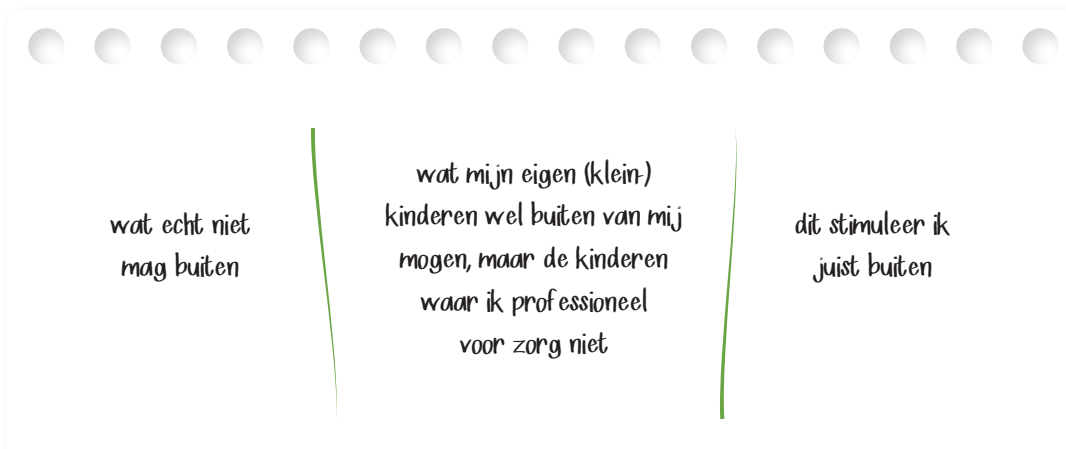 wat echt niet
mag buiten
wat mijn eigen (klein-)
kinderen wel buiten van mij
mogen, maar de kinderen
waar ik professioneel
voor zorg niet
dit stimuleer ik
juist buiten